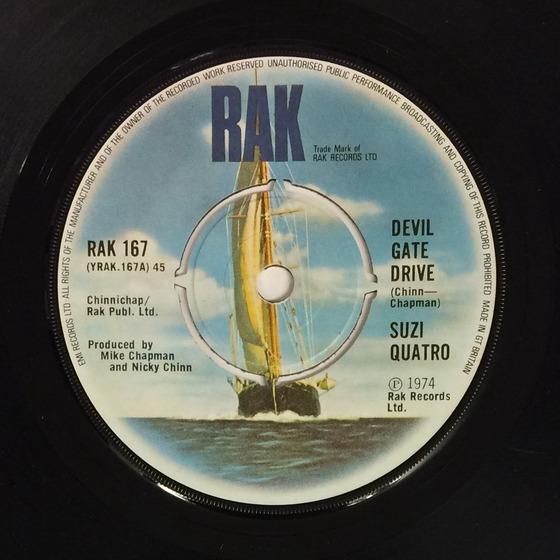 EMI RECORDS LTD ALL RIGHTS OF THE MANUFACTURER AND OF THE OWNER OF THE RECORDED WORK RESERVED UNAUTHORISED PUBLIC PERFORMANCE BROADCASTING AND COPYING OF THIS RECORD PROHIBITED MADE IN GT BRITAIN
RAK
Trade Mark of
RAK RECORDS LTD
RAK 167
(YRAK.167A) 45
Chinnichap/
Rak Publ. Ltd.
Produced by
Mike Chapman
and Nicky Chinn
DEVIL
GATE
DRIVE
(Chinn—
Chapman)
SUZI
QUATRO
℗ 1974
Rak Records
Ltd.